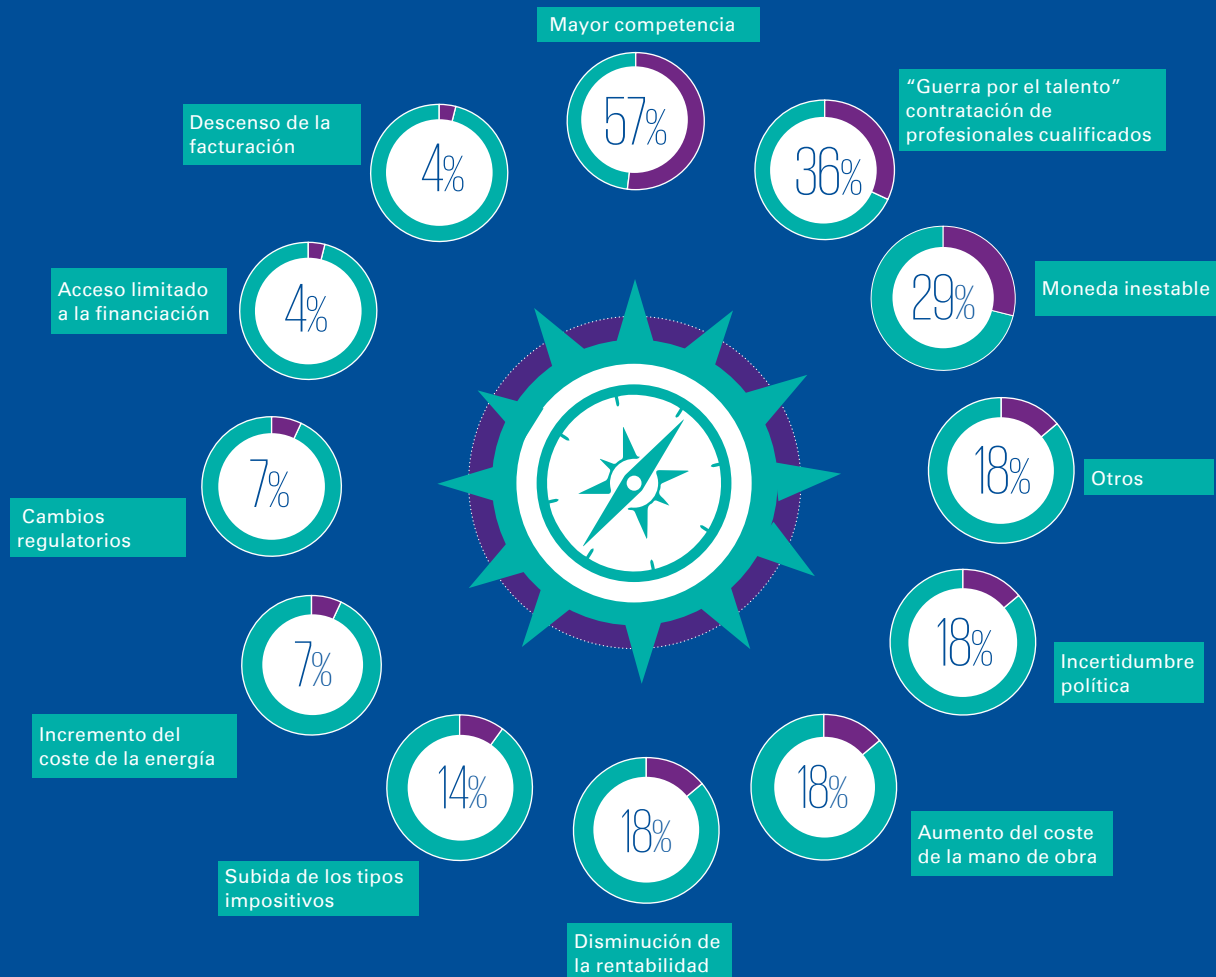 Mayor competencia
57%
“Guerra por el talento”
contratación de
profesionales cualificados
36%
Moneda inestable
29%
Otros
18%
Incertidumbre
política
18%
Aumento del coste
de la mano de obra
18%
Disminución de
la rentabilidad
18%
Subida de los tipos
impositivos
14%
Incremento del
coste de la energía
7%
Cambios
regulatorios
7%
Acceso limitado
a la financiación
4%
Descenso de la
facturación
4%